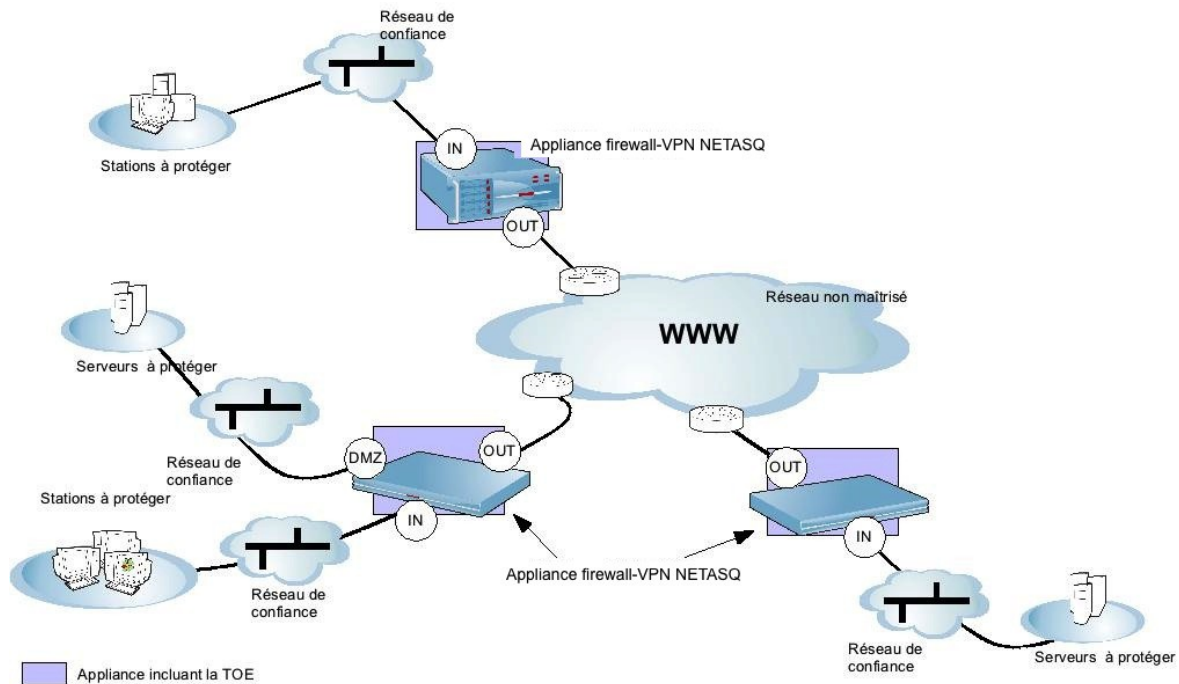 Réseau de
confiance
IN
Appliance firewall-VPN NETASQ
Stations à protéger
OUT
Réseau non maîtrisé
WWW
Serveurs à protéger
DMZ
OUT
OUT
Réseau de
confiance
Stations à protéger
IN
IN
Réseau de
confiance
Appliance firewall-VPN NETASQ
Réseau de
confiance
Serveurs à protéger
Appliance incluant la TOE